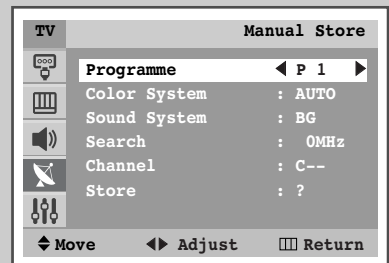 TV Manual Store
Programme ◀ P 1 ▶
Color System : AUTO
Sound System : BG
Search : 0MHz
Channel : C--
Store : ?
Move Adjust Return